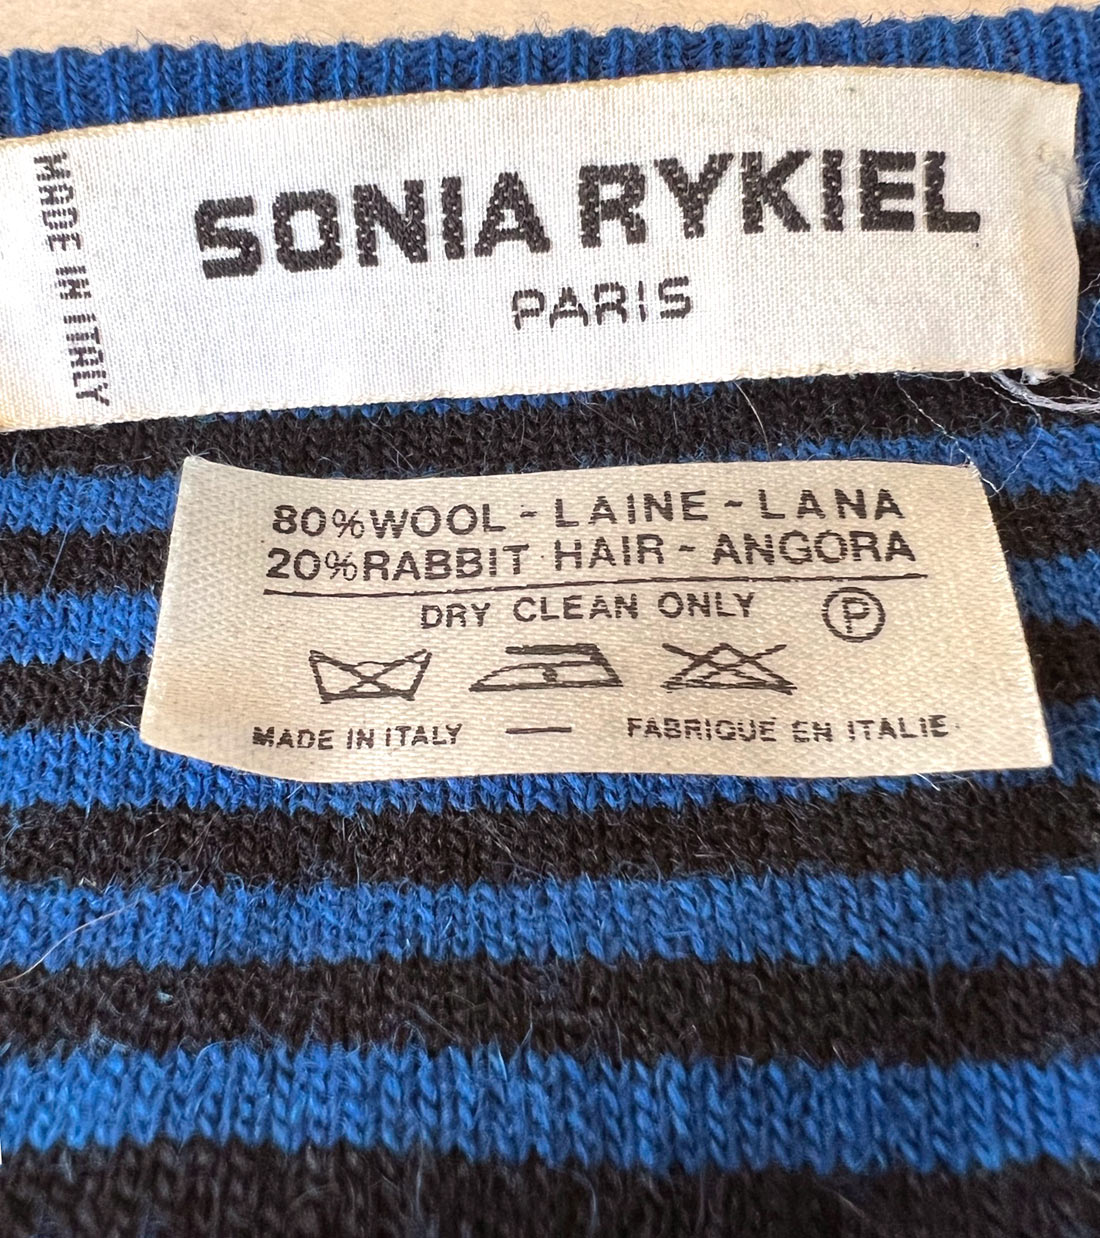 MADE IN ITALY
SONIA RYKIEL
PARIS
80% WOOL - LAINE - LANA
20% RABBIT HAIR - ANGORA
DRY CLEAN ONLY Ⓟ
MADE IN ITALY — FABRIQUE EN ITALIE